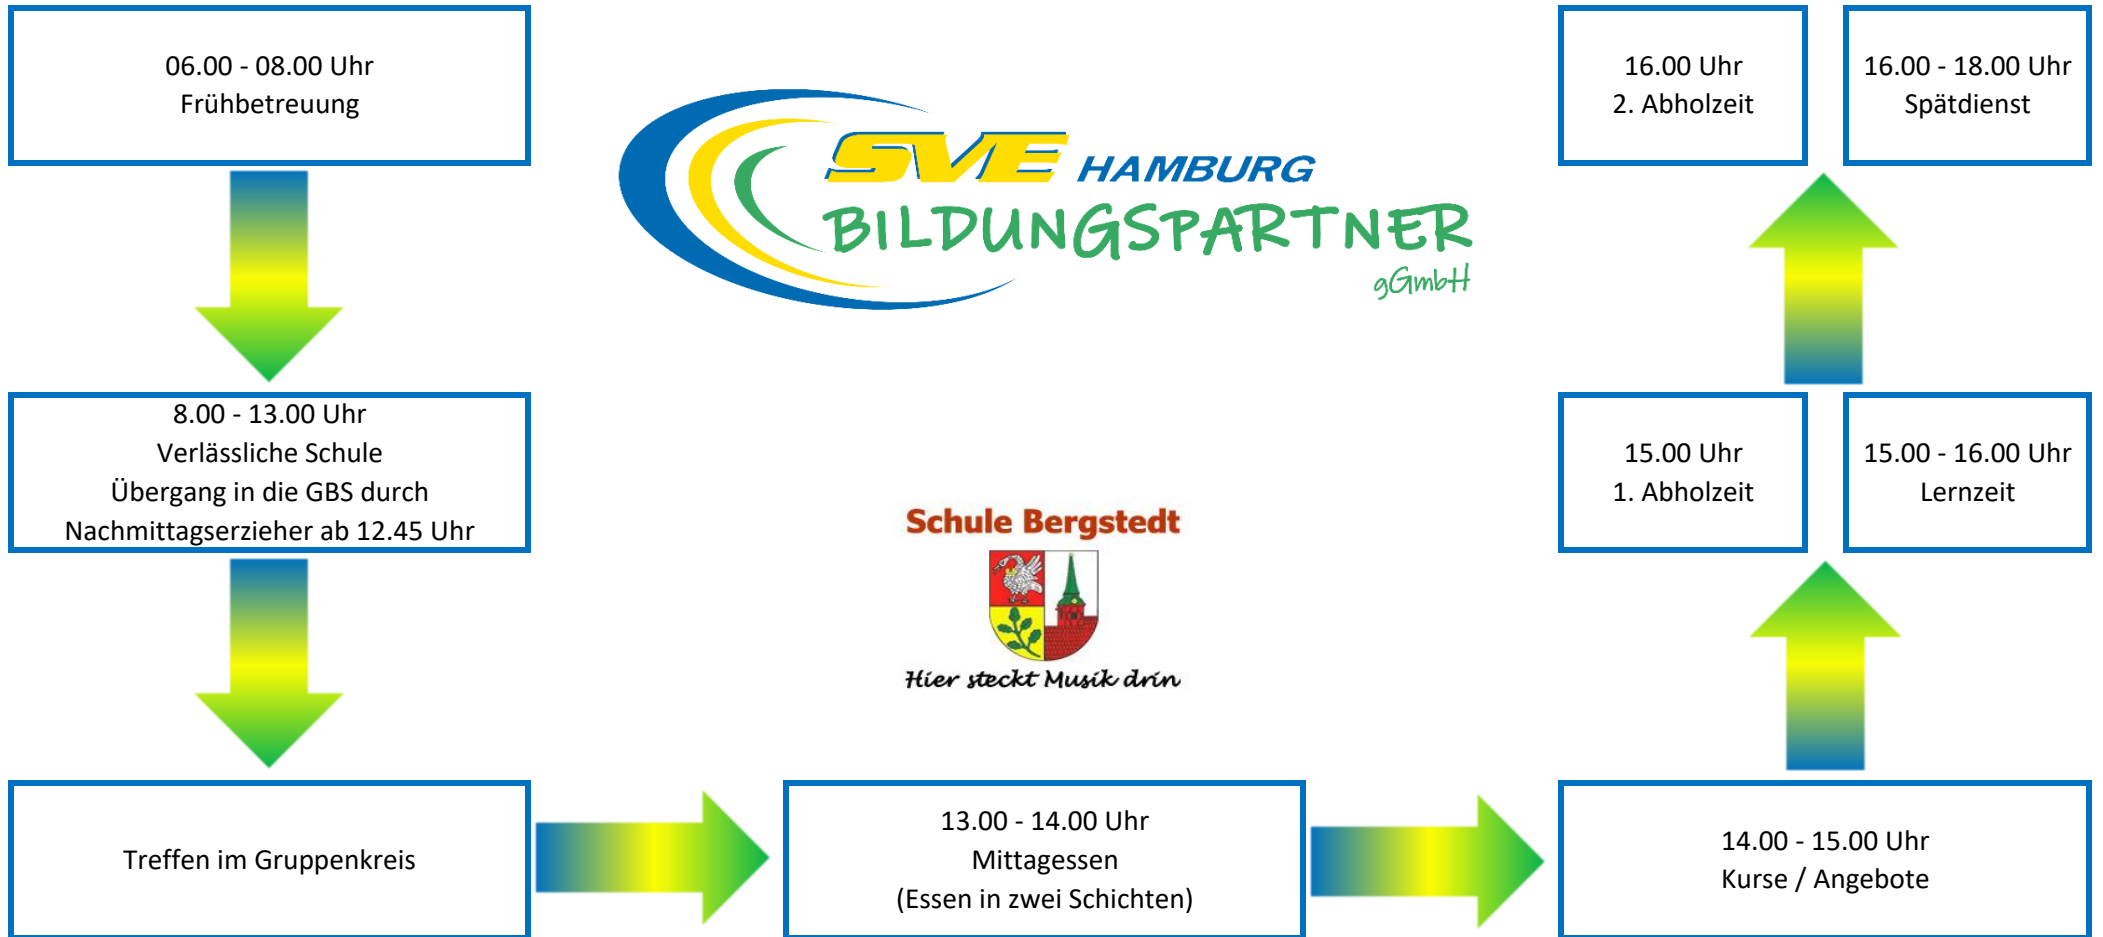 06.00 - 08.00 Uhr
Frühbetreuung
SVE HAMBURG
BILDUNGSPARTNER
gGmbH
16.00 Uhr
2. Abholzeit
16.00 - 18.00 Uhr
Spätdienst
8.00 - 13.00 Uhr
Verlässliche Schule
Übergang in die GBS durch
Nachmittagserzieher ab 12.45 Uhr
Schule Bergstedt
Hier steckt Musik drin
15.00 Uhr
1. Abholzeit
15.00 - 16.00 Uhr
Lernzeit
Treffen im Gruppenkreis
13.00 - 14.00 Uhr
Mittagessen
(Essen in zwei Schichten)
14.00 - 15.00 Uhr
Kurse / Angebote